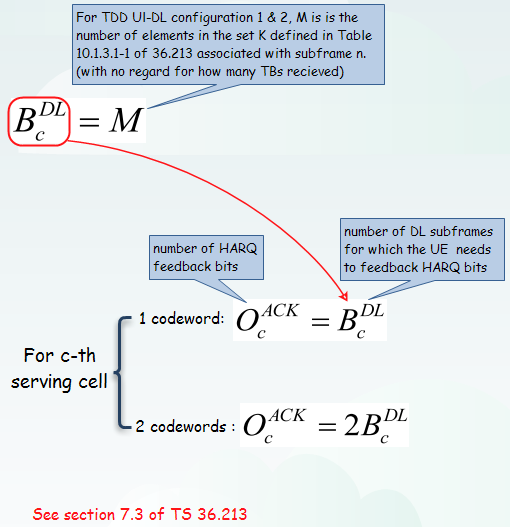 For TDD UI-DL configuration 1 & 2, M is is the
number of elements in the set K defined in Table
10.1.3.1-1 of 36.213 associated with subframe n.
(with no regard for how many TBs recieved)
B_c^{DL} = M
number of DL subframes
for which the UE needs
to feedback HARQ bits
number of HARQ
feedback bits
1 codeword: O_c^{ACK} = B_c^{DL}
For c-th
serving cell
2 codewords : O_c^{ACK} = 2B_c^{DL}
See section 7.3 of TS 36.213